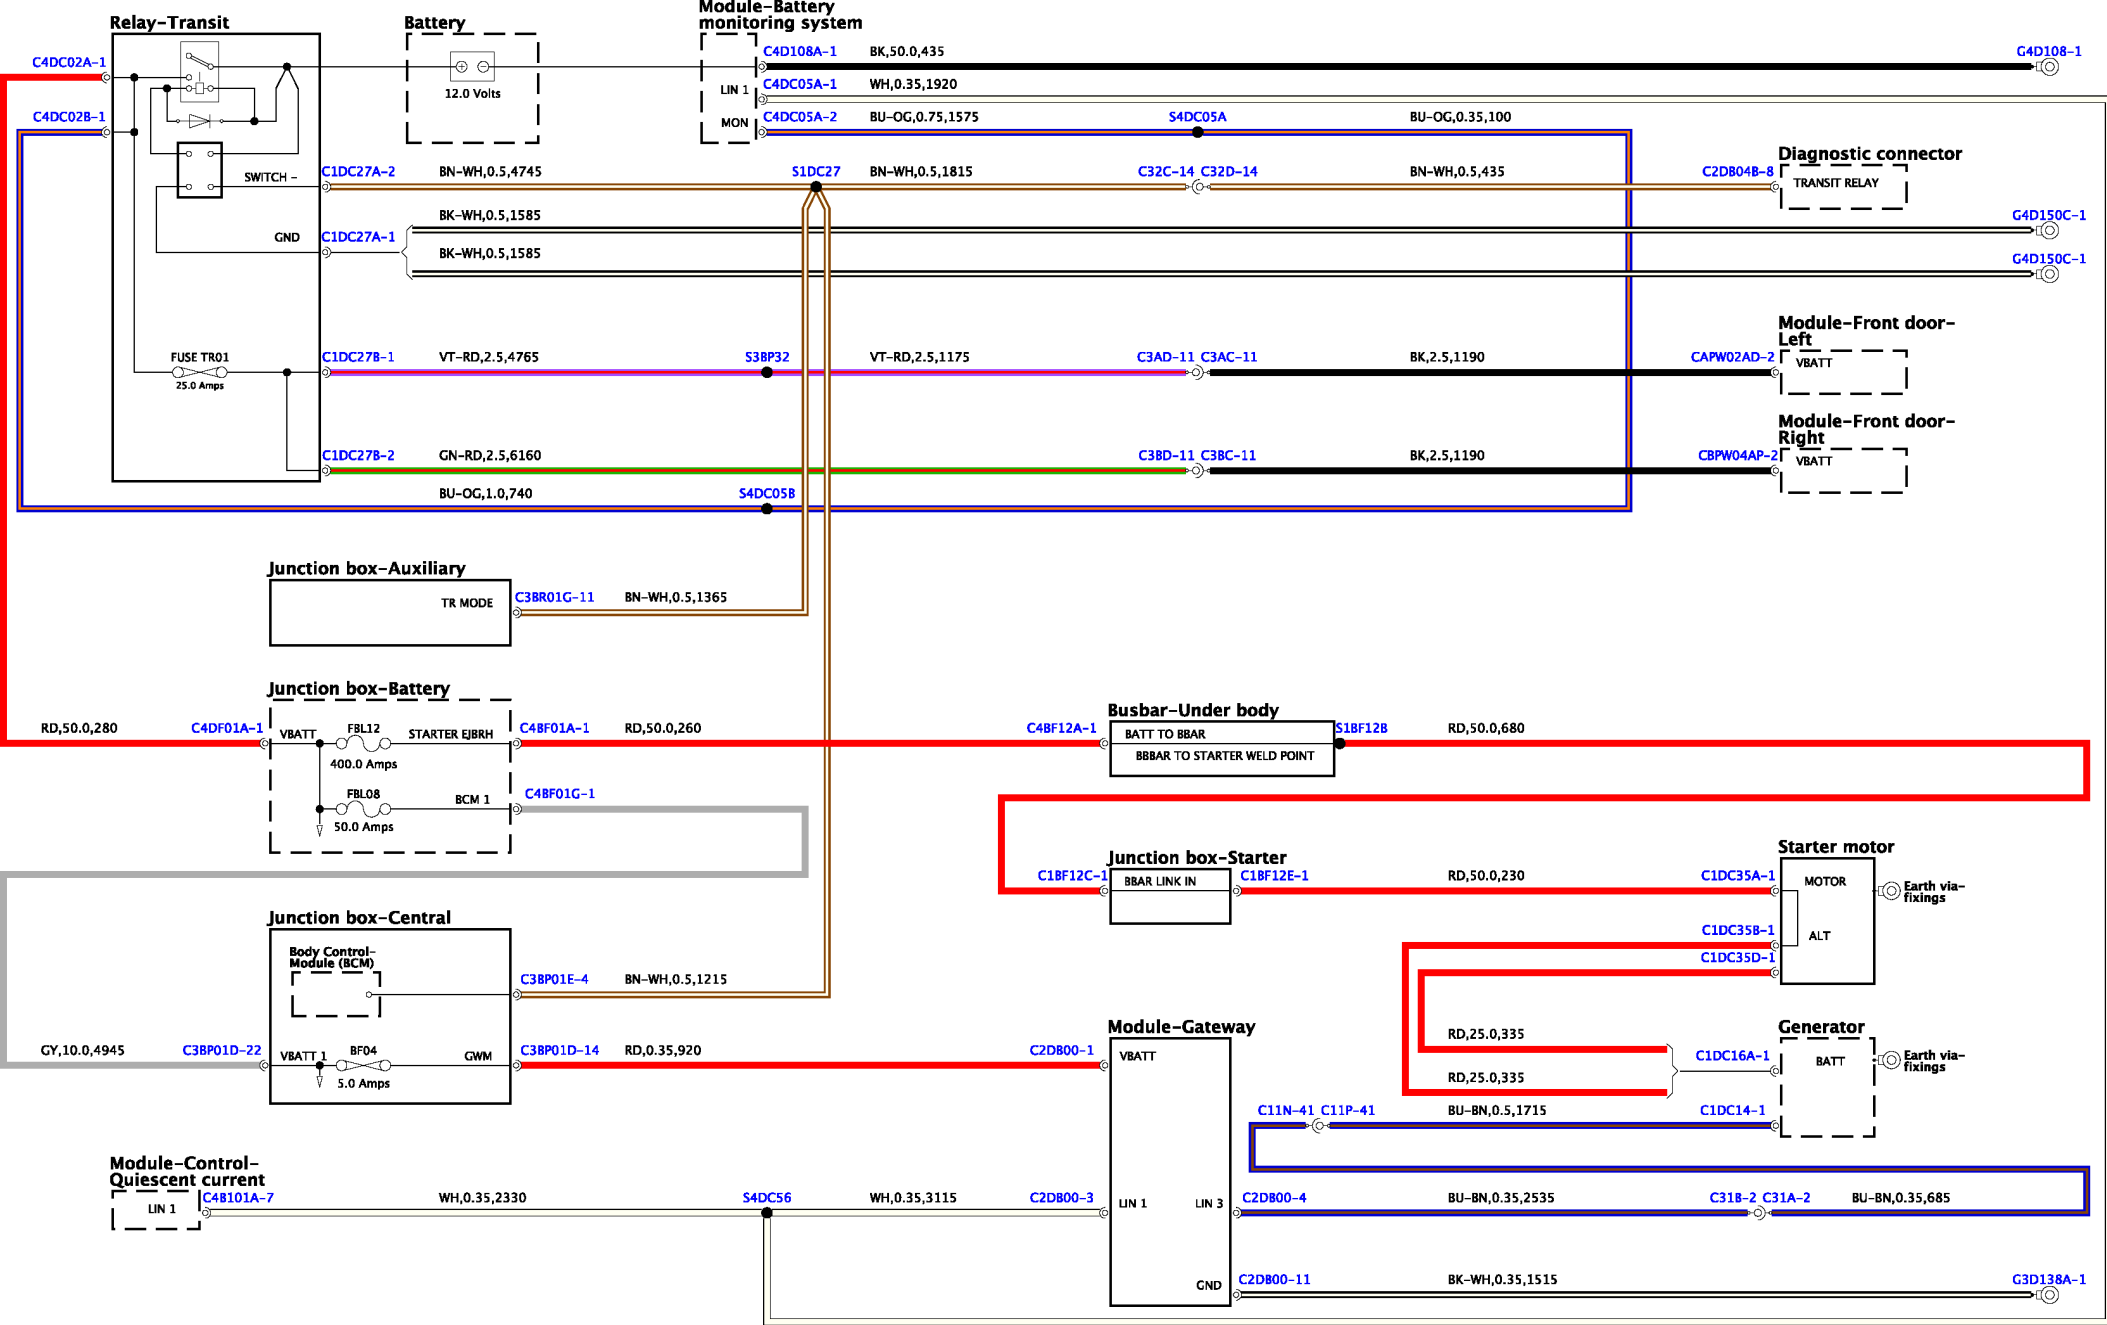 Relay-Transit
Battery
Module-Battery
monitoring system
C4DC02A-1
C4D108A-1
BK,50.0,435
G4D108-1
LIN 1
C4DC05A-1
WH,0.35,1920
12.0 Volts
C4DC02B-1
MON
C4DC05A-2
BU-OG,0.75,1575
S4DC05A
BU-OG,0.35,100
Diagnostic connector
SWITCH -
C1DC27A-2
BN-WH,0.5,4745
S1DC27
BN-WH,0.5,1815
C32C-14 C32D-14
BN-WH,0.5,435
C2DB04B-8
TRANSIT RELAY
BK-WH,0.5,1585
G4D150C-1
GND
C1DC27A-1
BK-WH,0.5,1585
G4D150C-1
Module-Front door-
Left
FUSE TR01
25.0 Amps
C1DC27B-1
VT-RD,2.5,4765
S3BP32
VT-RD,2.5,1175
C3AD-11 C3AC-11
BK,2.5,1190
CAPW02AD-2
VBATT
Module-Front door-
Right
C1DC27B-2
GN-RD,2.5,6160
C3BD-11 C3BC-11
BK,2.5,1190
CBPW04AP-2
VBATT
BU-OG,1.0,740
S4DC05B
Junction box-Auxiliary
TR MODE
C3BR01G-11
BN-WH,0.5,1365
Junction box-Battery
Busbar-Under body
RD,50.0,280
C4DF01A-1
VBATT
FBL12
400.0 Amps
STARTER EJBRH
C4BF01A-1
RD,50.0,260
C4BF12A-1
BATT TO BBAR
BBBAR TO STARTER WELD POINT
S1BF12B
RD,50.0,680
FBL08
50.0 Amps
BCM 1
C4BF01G-1
Junction box-Starter
Starter motor
C1BF12C-1
BBAR LINK IN
C1BF12E-1
RD,50.0,230
C1DC35A-1
MOTOR
Earth via-
fixings
Junction box-Central
C1DC35B-1
ALT
C1DC35D-1
Body Control-
Module (BCM)
C3BP01E-4
BN-WH,0.5,1215
Module-Gateway
Generator
RD,25.0,335
GY,10.0,4945
C3BP01D-22
VBATT 1
BF04
5.0 Amps
GWM
C3BP01D-14
RD,0.35,920
C2DB00-1
VBATT
C1DC16A-1
BATT
Earth via-
fixings
RD,25.0,335
C11N-41 C11P-41
BU-BN,0.5,1715
C1DC14-1
Module-Control-
Quiescent current
LIN 1
C4B101A-7
WH,0.35,2330
S4DC56
WH,0.35,3115
C2DB00-3
LIN 1
LIN 3
C2DB00-4
BU-BN,0.35,2535
C31B-2 C31A-2
BU-BN,0.35,685
GND
C2DB00-11
BK-WH,0.35,1515
G3D138A-1